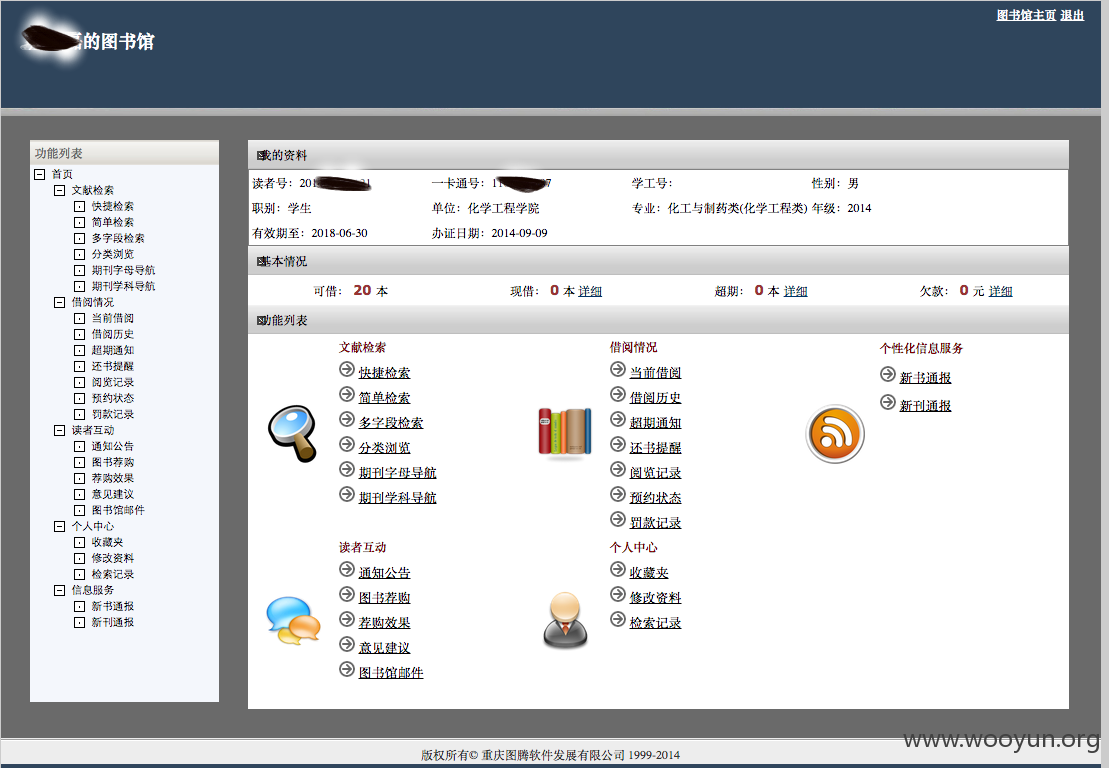 图书馆主页 退出
的图书馆
功能列表
首页
文献检索
快捷检索
简单检索
多字段检索
分类浏览
期刊字母导航
期刊学科导航
借阅情况
当前借阅
借阅历史
超期通知
还书提醒
阅览记录
预约状态
罚款记录
读者互动
通知公告
图书荐购
荐购效果
意见建议
图书馆邮件
个人中心
收藏夹
修改资料
检索记录
信息服务
新书通报
新刊通报
我的资料
读者号: 20 一卡通号: 1 7 学工号: 性别: 男
职别: 学生 单位: 化学工程学院 专业: 化工与制药类(化学工程类) 年级: 2014
有效期至: 2018-06-30 办证日期: 2014-09-09
基本情况
可借: 20 本 现借: 0 本 详细 超期: 0 本 详细 欠款: 0 元 详细
功能列表
文献检索
快捷检索
简单检索
多字段检索
分类浏览
期刊字母导航
期刊学科导航
借阅情况
当前借阅
借阅历史
超期通知
还书提醒
阅览记录
预约状态
罚款记录
个性化信息服务
新书通报
新刊通报
读者互动
通知公告
图书荐购
荐购效果
意见建议
图书馆邮件
个人中心
收藏夹
修改资料
检索记录
www.wooyun.org
版权所有© 重庆图腾软件发展有限公司 1999-2014